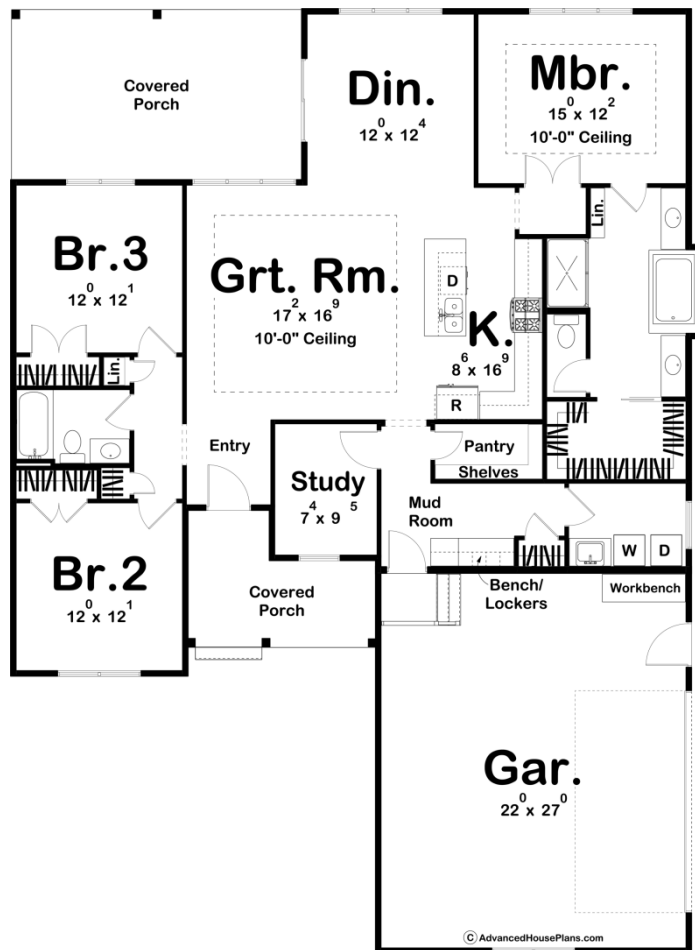 Covered
Porch
Din.
12⁰ x 12⁴
Mbr.
15⁰ x 12²
10'-0" Ceiling
Lin.
Br.3
12⁰ x 12¹
Grt. Rm.
17² x 16⁹
10'-0" Ceiling
D
K.
8⁶ x 16⁹
R
Lin.
Entry
Study
7⁴ x 9⁵
Pantry
Shelves
Mud
Room
W
D
Br.2
12⁰ x 12¹
Covered
Porch
Bench/
Lockers
Workbench
Gar.
22⁰ x 27⁰
© AdvancedHousePlans.com